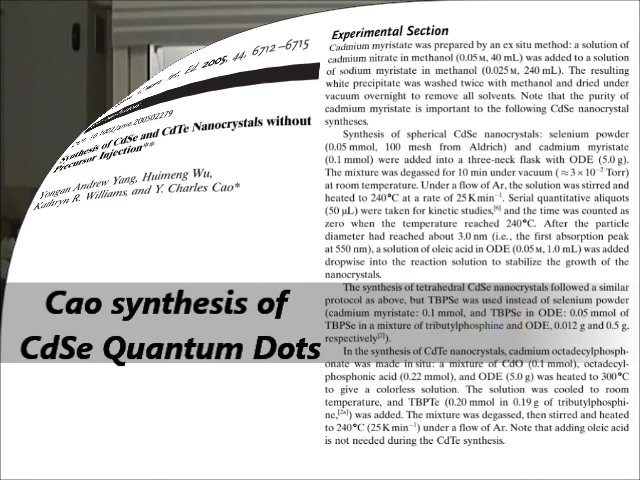 Ed. 2005, 44, 6712–6715
Synthesis of CdSe and CdTe Nanocrystals without
Precursor Injection**
Yongan Andrew Yang, Huimeng Wu,
Kathryn R. Williams, and Y. Charles Cao*
Cao synthesis of
CdSe Quantum Dots
Experimental Section
Cadmium myristate was prepared by an ex situ method: a solution of
cadmium nitrate in methanol (0.05M, 40 mL) was added to a solution
of sodium myristate in methanol (0.025M, 240 mL). The resulting
white precipitate was washed twice with methanol and dried under
vacuum overnight to remove all solvents. Note that the purity of
cadmium myristate is important to the following CdSe nanocrystal
syntheses.
Synthesis of spherical CdSe nanocrystals: selenium powder
(0.05 mmol, 100 mesh from Aldrich) and cadmium myristate
(0.1 mmol) were added into a three-neck flask with ODE (5.0 g).
The mixture was degassed for 10 min under vacuum (≈3×10⁻² Torr)
at room temperature. Under a flow of Ar, the solution was stirred and
heated to 240°C at a rate of 25 K min⁻¹. Serial quantitative aliquots
(50 μL) were taken for kinetic studies,[6] and the time was counted as
zero when the temperature reached 240°C. After the particle
diameter had reached about 3.0 nm (i.e., the first absorption peak
at 550 nm), a solution of oleic acid in ODE (0.05M, 1.0 mL) was added
dropwise into the reaction solution to stabilize the growth of the
nanocrystals.
The synthesis of tetrahedral CdSe nanocrystals followed a similar
protocol as above, but TBPSe was used instead of selenium powder
(cadmium myristate: 0.1 mmol, and TBPSe in ODE: 0.05 mmol of
TBPSe in a mixture of tributylphosphine and ODE, 0.012 g and 0.5 g,
respectively[2]).
In the synthesis of CdTe nanocrystals, cadmium octadecylphosph-
onate was made in situ: a mixture of CdO (0.1 mmol), octadecyl-
phosphonic acid (0.22 mmol), and ODE (5.0 g) was heated to 300°C
to give a colorless solution. The solution was cooled to room
temperature, and TBPTe (0.20 mmol in 0.19 g of tributylphosphi-
ne,[2a]) was added. The mixture was degassed, then stirred and heated
to 240°C (25 K min⁻¹) under a flow of Ar. Note that adding oleic acid
is not needed during the CdTe synthesis.